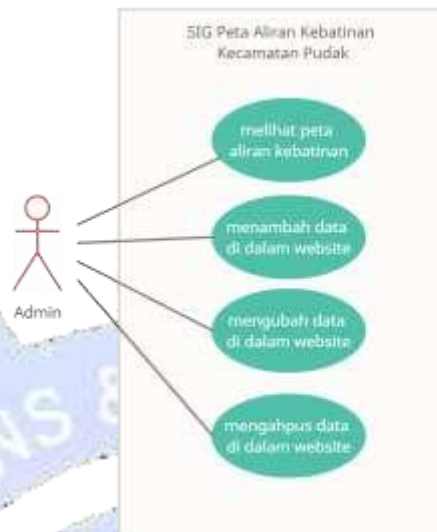 SIG Peta Aliran Kebatinan
Kecamatan Pudak
melihat peta
aliran kebatinan
menambah data
di dalam website
Admin
mengubah data
di dalam website
mengahpus data
di dalam website
NS &